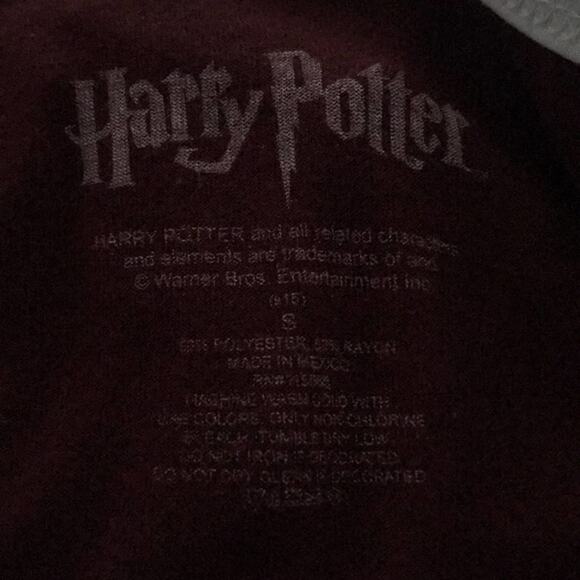 Harry Potter
HARRY POTTER and all related characters
and elements are trademarks of and
© Warner Bros. Entertainment Inc.
(s15)
S
POLYESTER, RAYON
MADE IN MEXICO
MACHINE WASH COLD WITH
LIKE COLORS. ONLY NON-CHLORINE
BLEACH. TUMBLE DRY LOW.
DO NOT IRON IF DECORATED.
DO NOT DRY CLEAN IF DECORATED